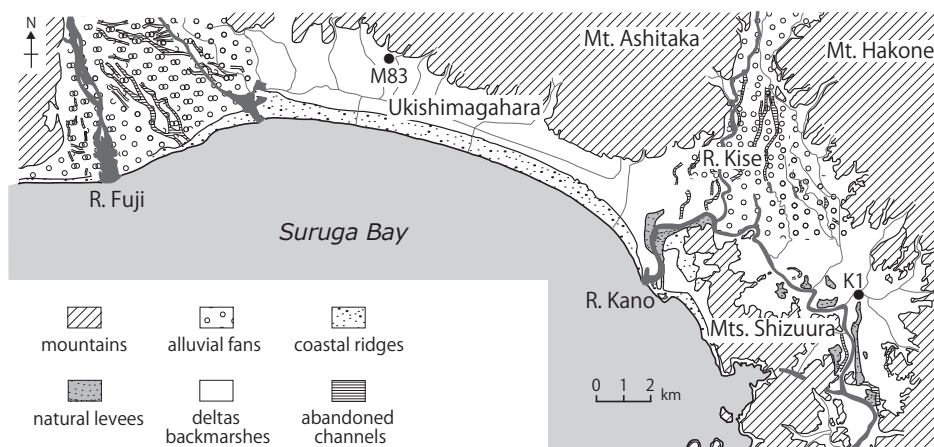 N
Mt. Ashitaka
Mt. Hakone
M83
Ukishimagahara
R. Kise
R. Fuji
Suruga Bay
K1
R. Kano
Mts. Shizuura
mountains
alluvial fans
coastal ridges
0 1 2
km
natural levees
deltas
backmarshes
abandoned
channels